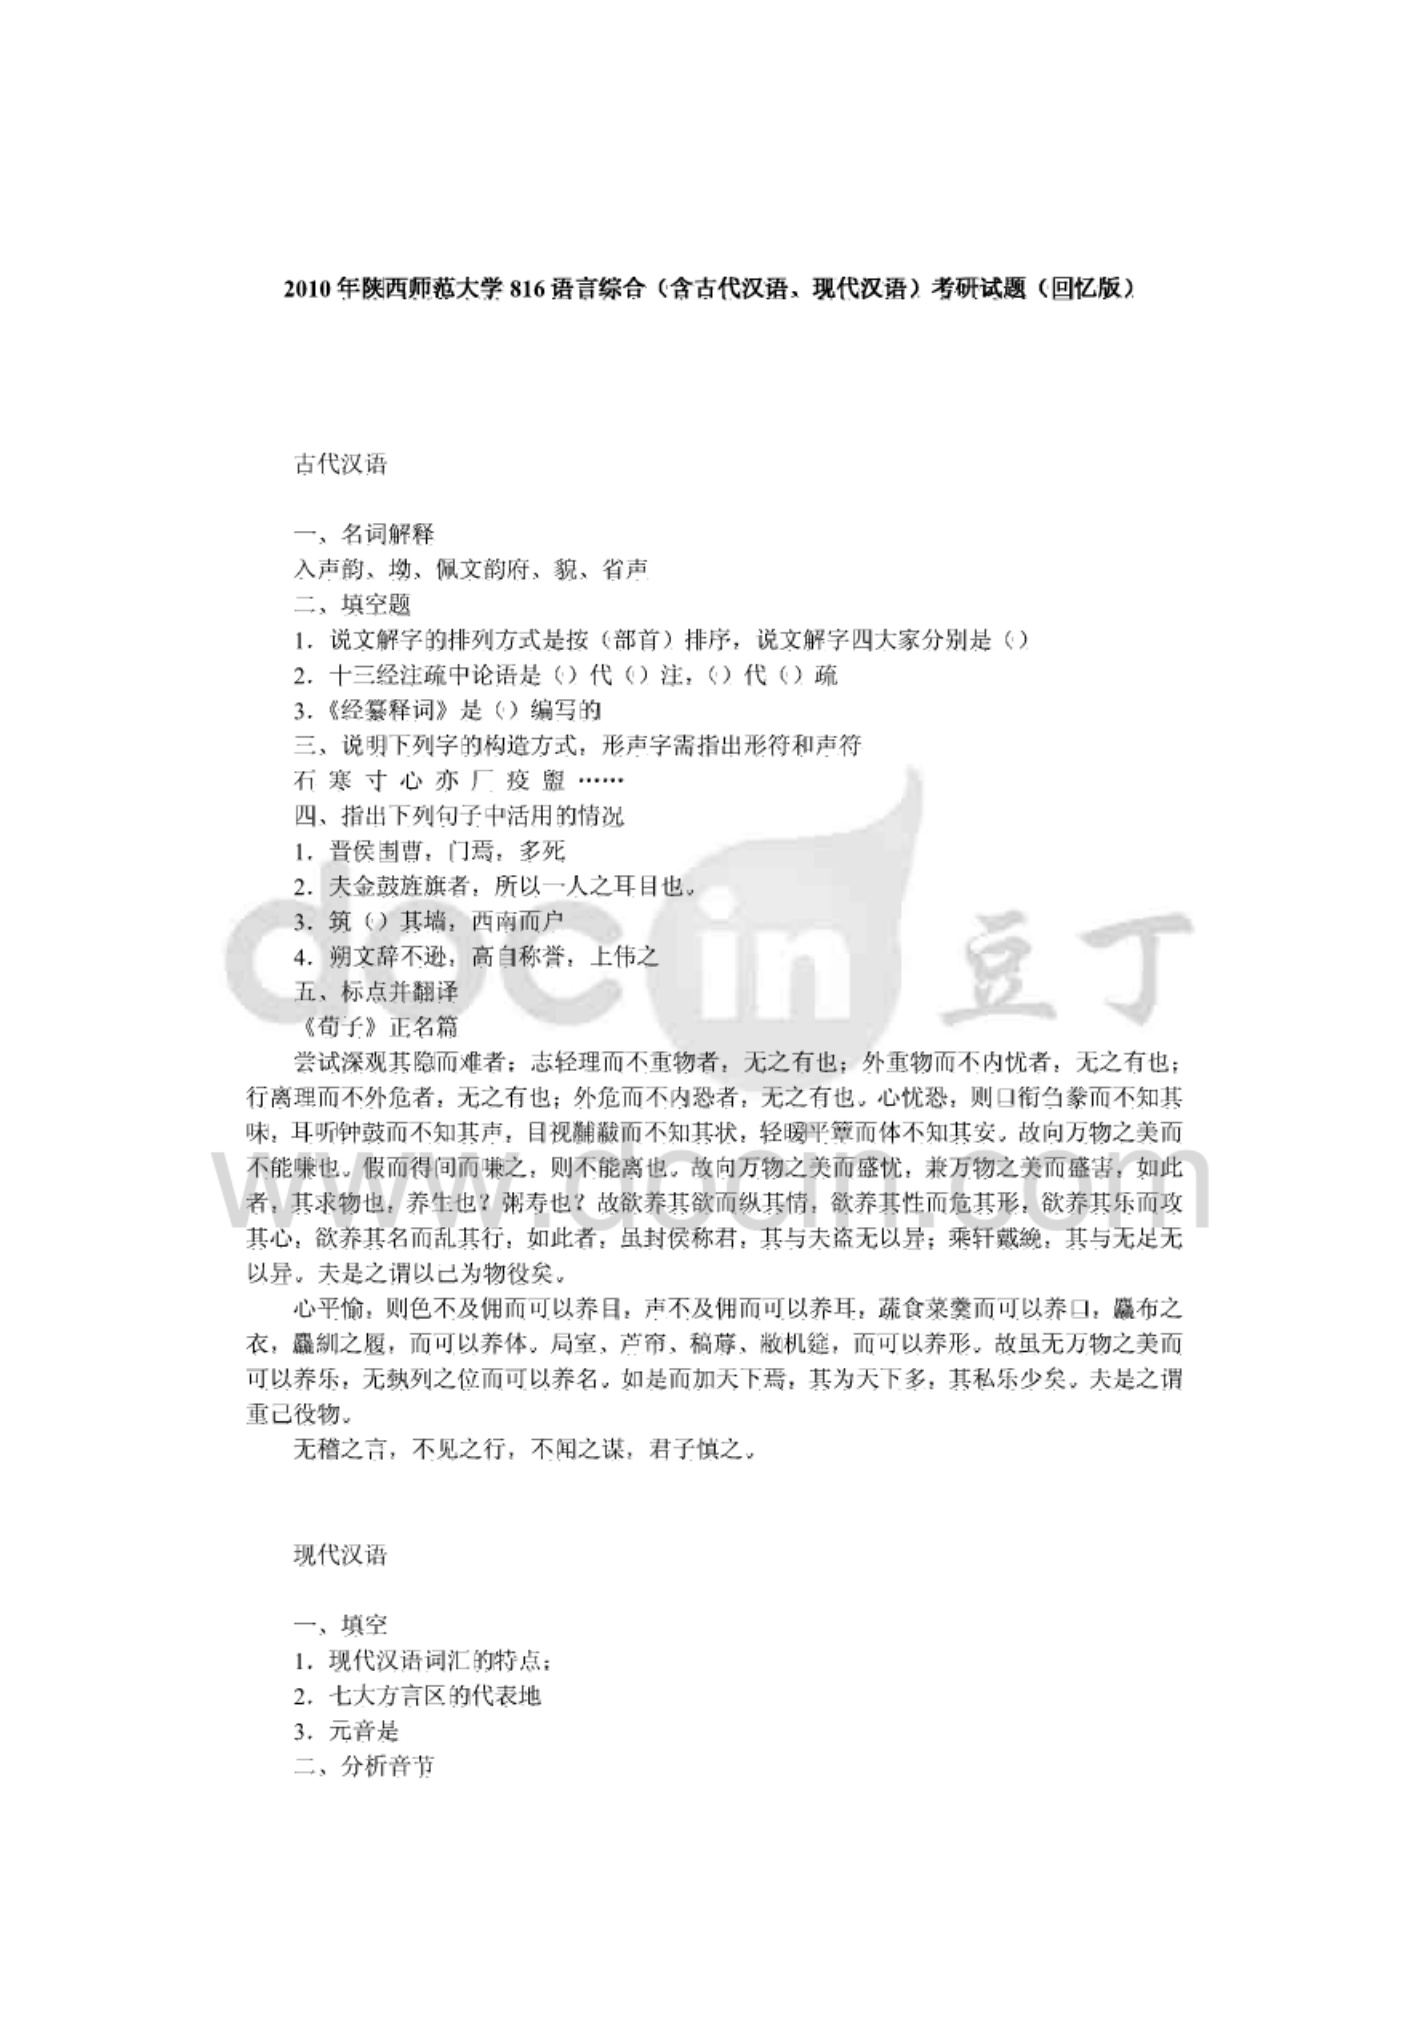 2010 年陕西师范大学 816 语言综合（含古代汉语、现代汉语）考研试题（回忆版）
古代汉语
一、名词解释
入声韵、坳、佩文韵府、貌、省声
二、填空题
1．说文解字的排列方式是按（部首）排序，说文解字四大家分别是（）
2．十三经注疏中论语是（）代（）注，（）代（）疏
3．《经纂释词》是（）编写的
三、说明下列字的构造方式，形声字需指出形符和声符
石 寒 寸 心 亦 厂 疫 盥 ……
四、指出下列句子中活用的情况
1．晋侯围曹，门焉，多死
2．夫金鼓旌旗者，所以一人之耳目也。
3．筑（）其墙，西南而户
4．朔文辞不逊，高自称誉，上伟之
五、标点并翻译
《荀子》正名篇
尝试深观其隐而难者：志轻理而不重物者，无之有也；外重物而不内忧者，无之有也；
行离理而不外危者，无之有也；外危而不内恐者，无之有也。心忧恐，则口衔刍豢而不知其
味，耳听钟鼓而不知其声，目视黼黻而不知其状，轻暖平簟而体不知其安。故向万物之美而
不能嗛也。假而得间而嗛之，则不能离也。故向万物之美而盛忧，兼万物之美而盛害，如此
者，其求物也，养生也？粥寿也？故欲养其欲而纵其情，欲养其性而危其形，欲养其乐而攻
其心，欲养其名而乱其行，如此者，虽封侯称君，其与夫盗无以异；乘轩戴絻，其与无足无
以异。夫是之谓以己为物役矣。
心平愉，则色不及佣而可以养目，声不及佣而可以养耳，蔬食菜羹而可以养口，麤布之
衣，麤紃之履，而可以养体。局室、芦帘、稿蓐、敝机筵，而可以养形。故虽无万物之美而
可以养乐，无埶列之位而可以养名。如是而加天下焉，其为天下多，其私乐少矣。夫是之谓
重己役物。
无稽之言，不见之行，不闻之谋，君子慎之。
现代汉语
一、填空
1．现代汉语词汇的特点：
2．七大方言区的代表地
3．元音是
二、分析音节
doc in 豆丁
www.docin.com